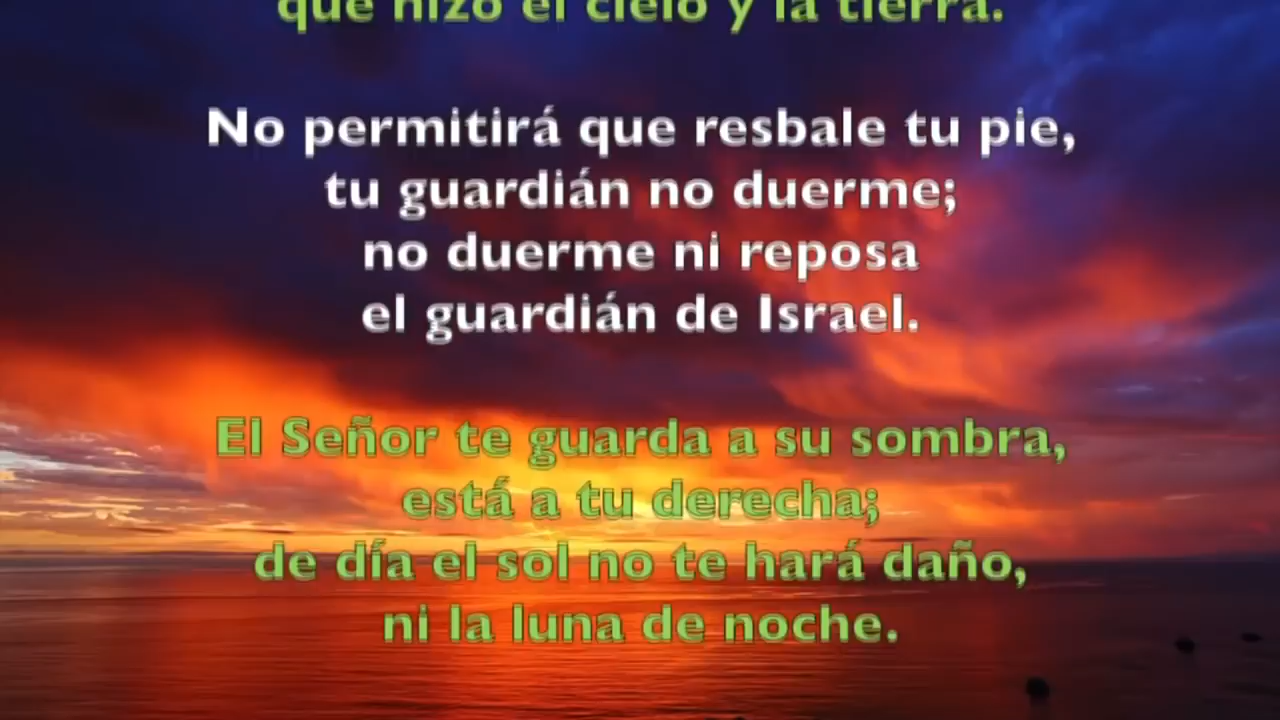 que hizo el cielo y la tierra.
No permitirá que resbale tu pie,
tu guardián no duerme;
no duerme ni reposa
el guardián de Israel.
El Señor te guarda a su sombra,
está a tu derecha;
de día el sol no te hará daño,
ni la luna de noche.